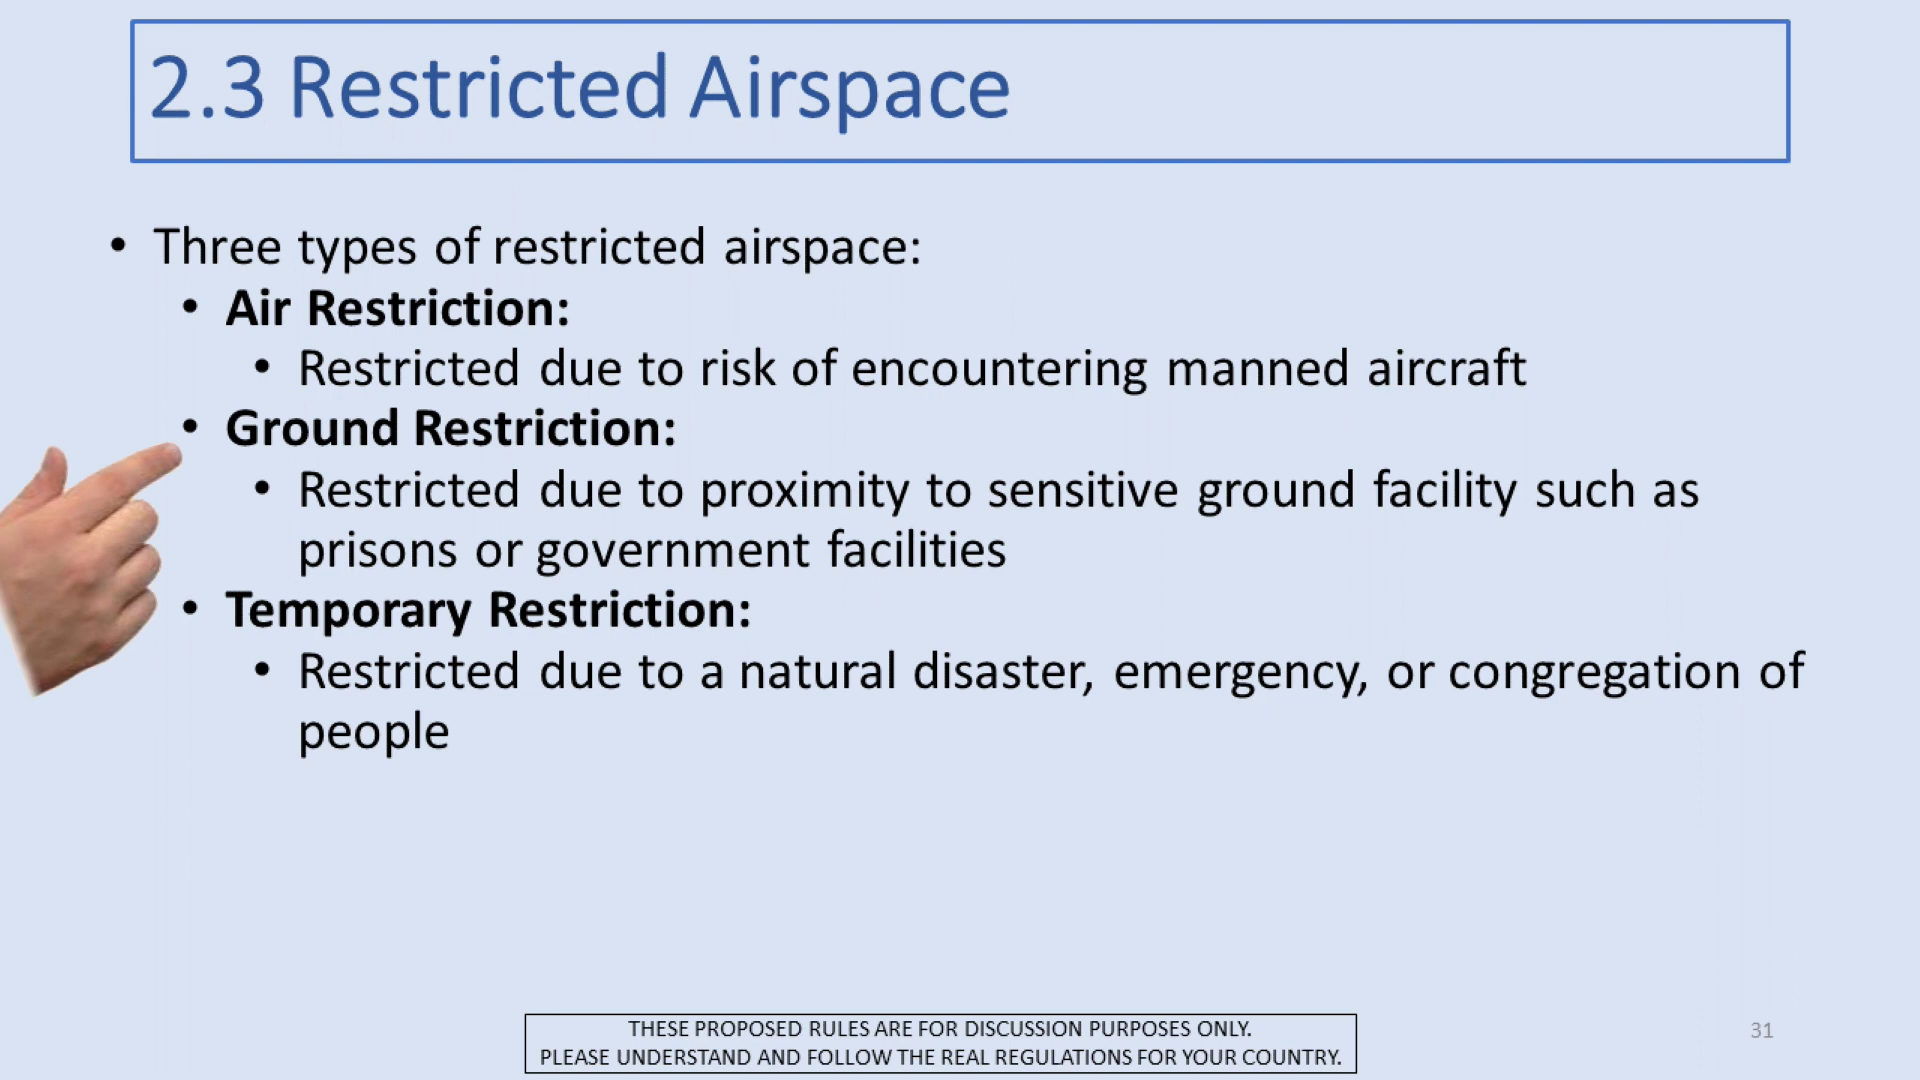 2.3 Restricted Airspace
• Three types of restricted airspace:
• Air Restriction:
• Restricted due to risk of encountering manned aircraft
• Ground Restriction:
• Restricted due to proximity to sensitive ground facility such as
prisons or government facilities
• Temporary Restriction:
• Restricted due to a natural disaster, emergency, or congregation of
people
THESE PROPOSED RULES ARE FOR DISCUSSION PURPOSES ONLY.
PLEASE UNDERSTAND AND FOLLOW THE REAL REGULATIONS FOR YOUR COUNTRY.
31